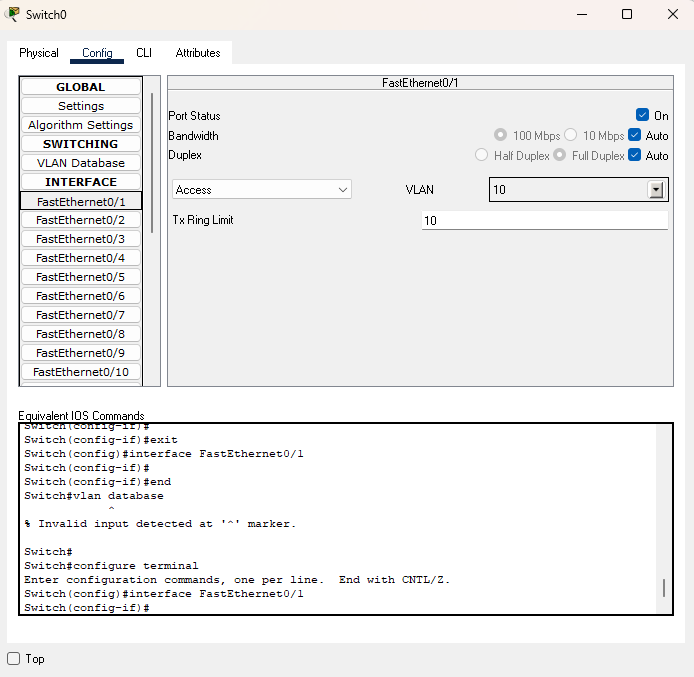 Switch0
Physical Config CLI Attributes
GLOBAL
Settings
Algorithm Settings
SWITCHING
VLAN Database
INTERFACE
FastEthernet0/1
FastEthernet0/2
FastEthernet0/3
FastEthernet0/4
FastEthernet0/5
FastEthernet0/6
FastEthernet0/7
FastEthernet0/8
FastEthernet0/9
FastEthernet0/10
FastEthernet0/1
Port Status On
Bandwidth 100 Mbps 10 Mbps Auto
Duplex Half Duplex Full Duplex Auto
Access VLAN 10
Tx Ring Limit 10
Equivalent IOS Commands
Switch(config-if)#
Switch(config-if)#exit
Switch(config)#interface FastEthernet0/1
Switch(config-if)#
Switch(config-if)#end
Switch#vlan database
^
% Invalid input detected at '^' marker.
Switch#
Switch#configure terminal
Enter configuration commands, one per line.  End with CNTL/Z.
Switch(config)#interface FastEthernet0/1
Switch(config-if)#
Top